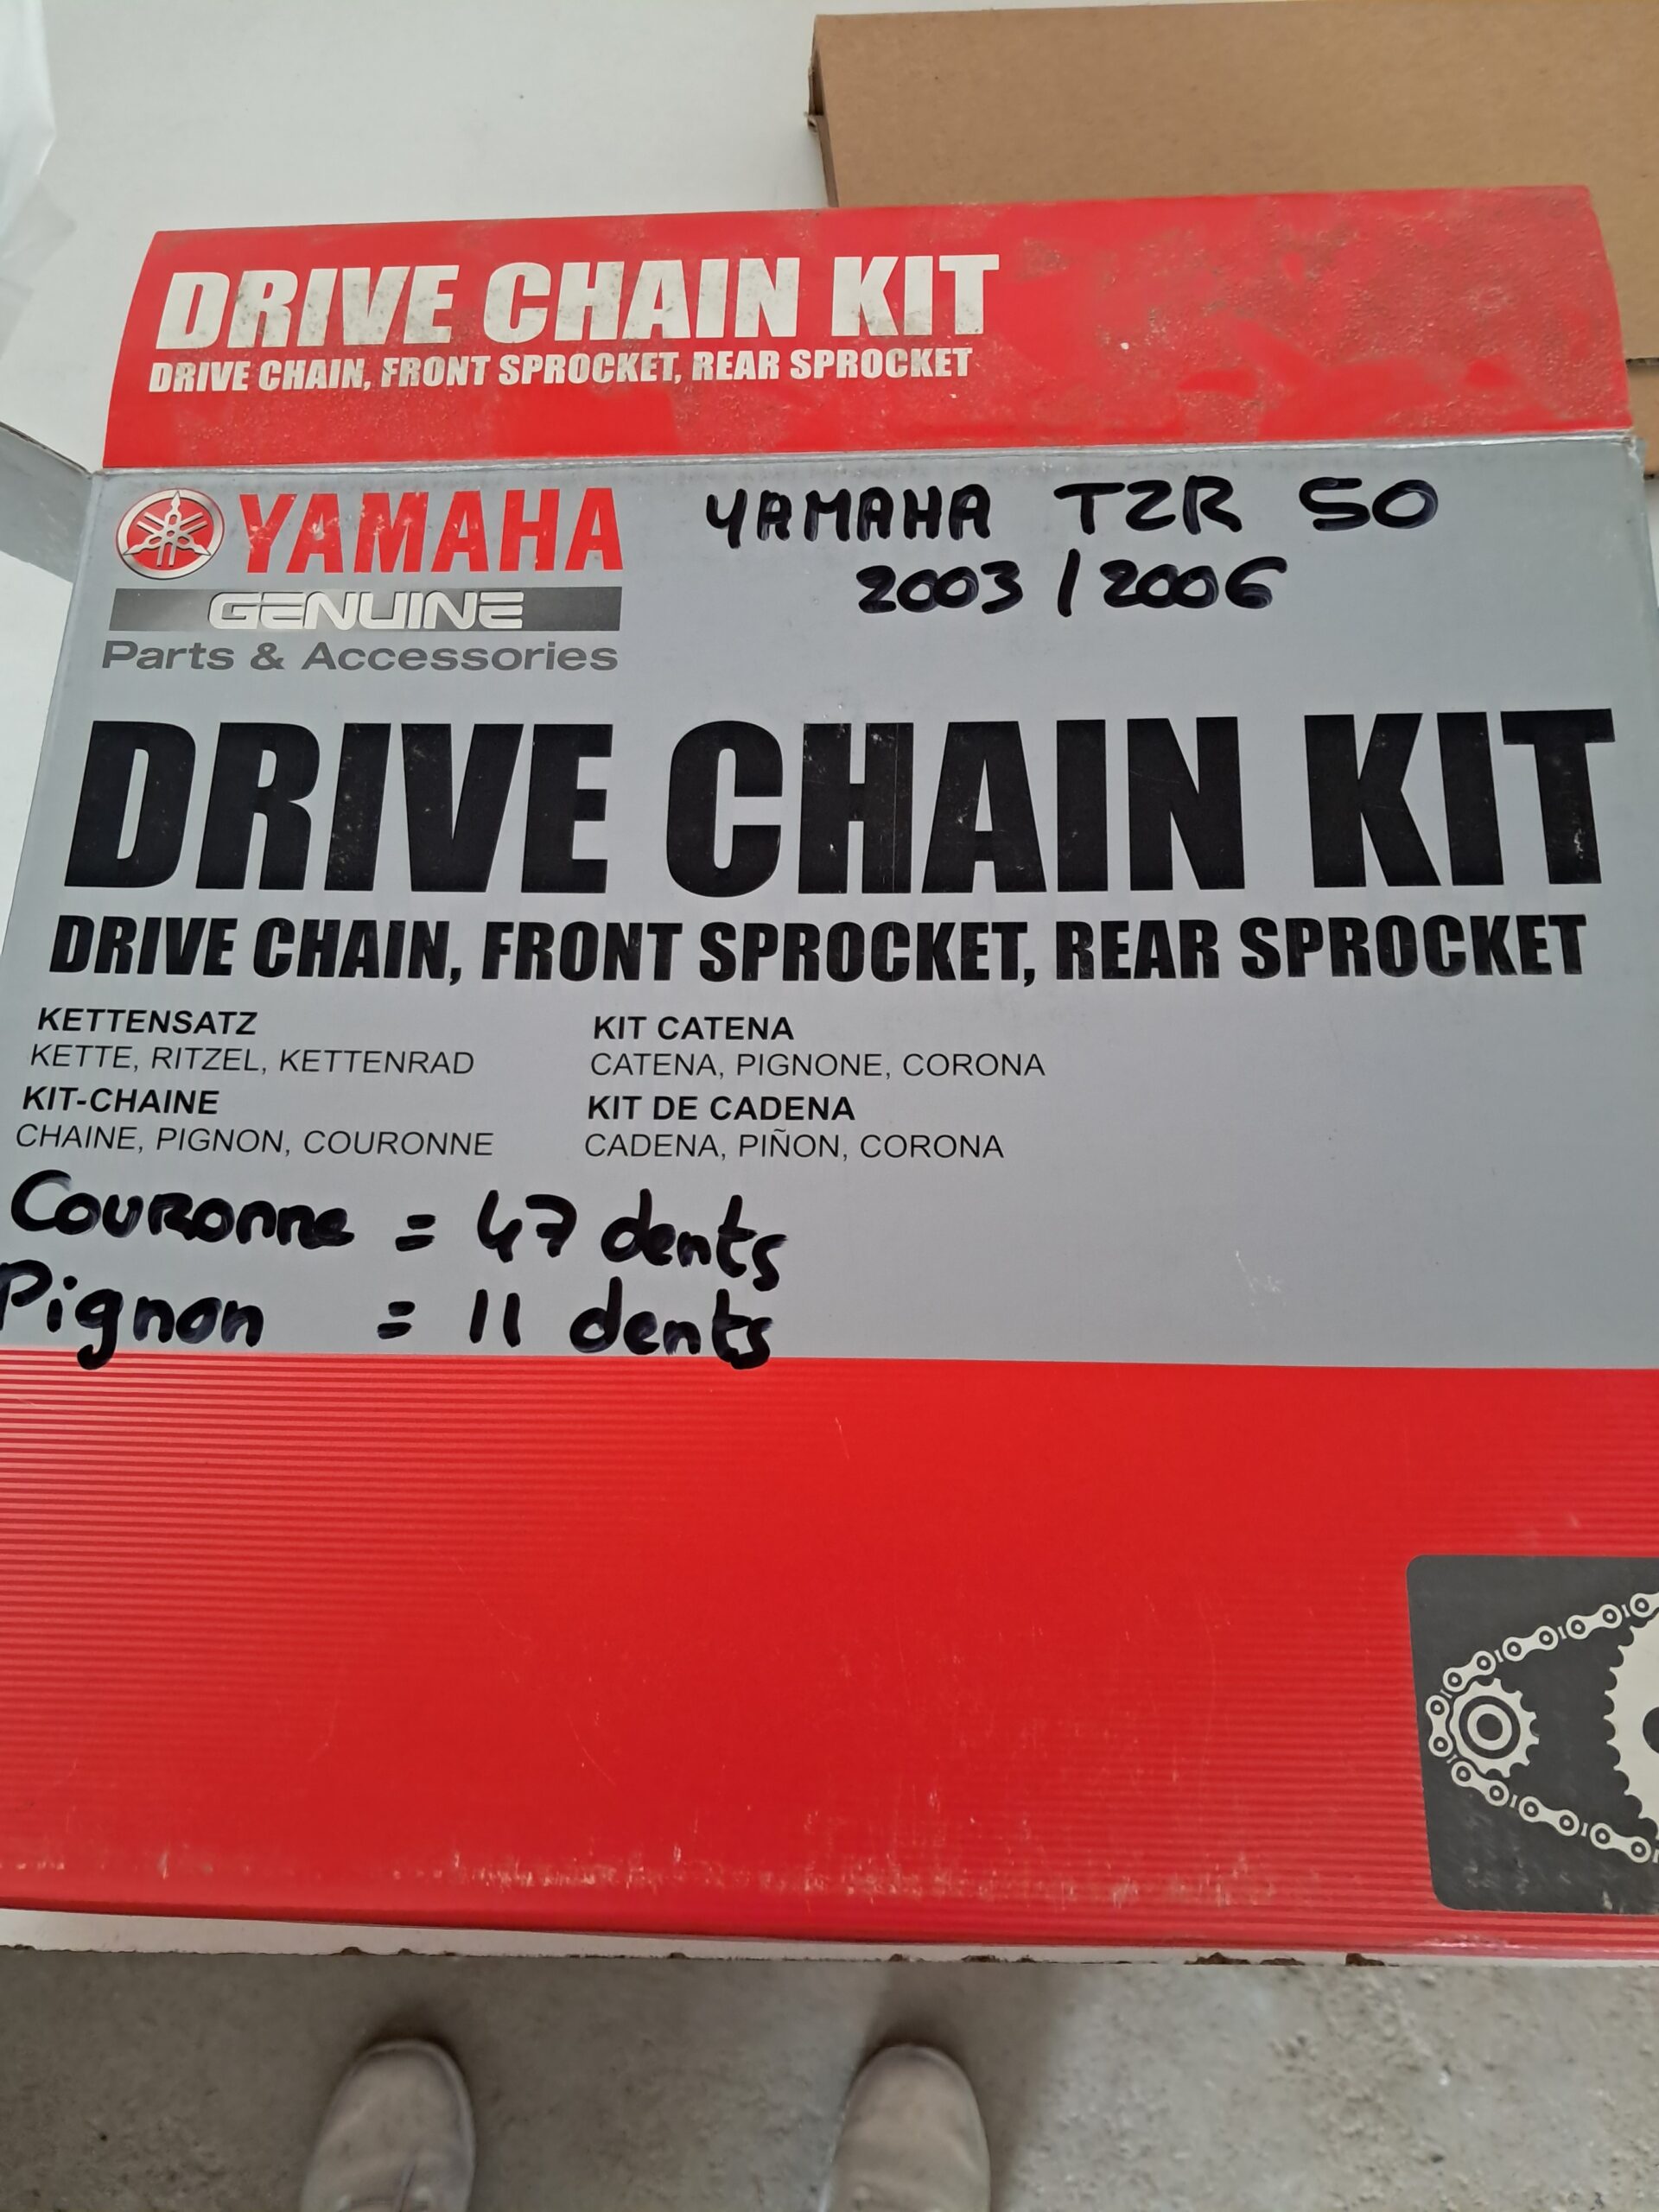 DRIVE CHAIN KIT
DRIVE CHAIN, FRONT SPROCKET, REAR SPROCKET
YAMAHA
GENUINE
Parts & Accessories
YAMAHA TZR 50
2003/2006
DRIVE CHAIN KIT
DRIVE CHAIN, FRONT SPROCKET, REAR SPROCKET
KETTENSATZ
KETTE, RITZEL, KETTENRAD
KIT-CHAINE
CHAINE, PIGNON, COURONNE
KIT CATENA
CATENA, PIGNONE, CORONA
KIT DE CADENA
CADENA, PIÑON, CORONA
Couronne = 47 dents
Pignon = 11 dents